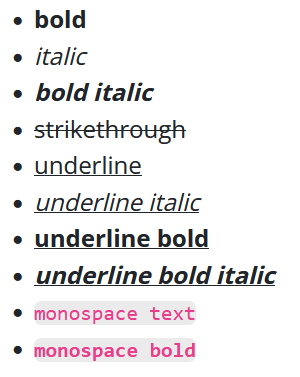 • bold
• italic
• bold italic
• strikethrough
• underline
• underline italic
• underline bold
• underline bold italic
• monospace text
• monospace bold